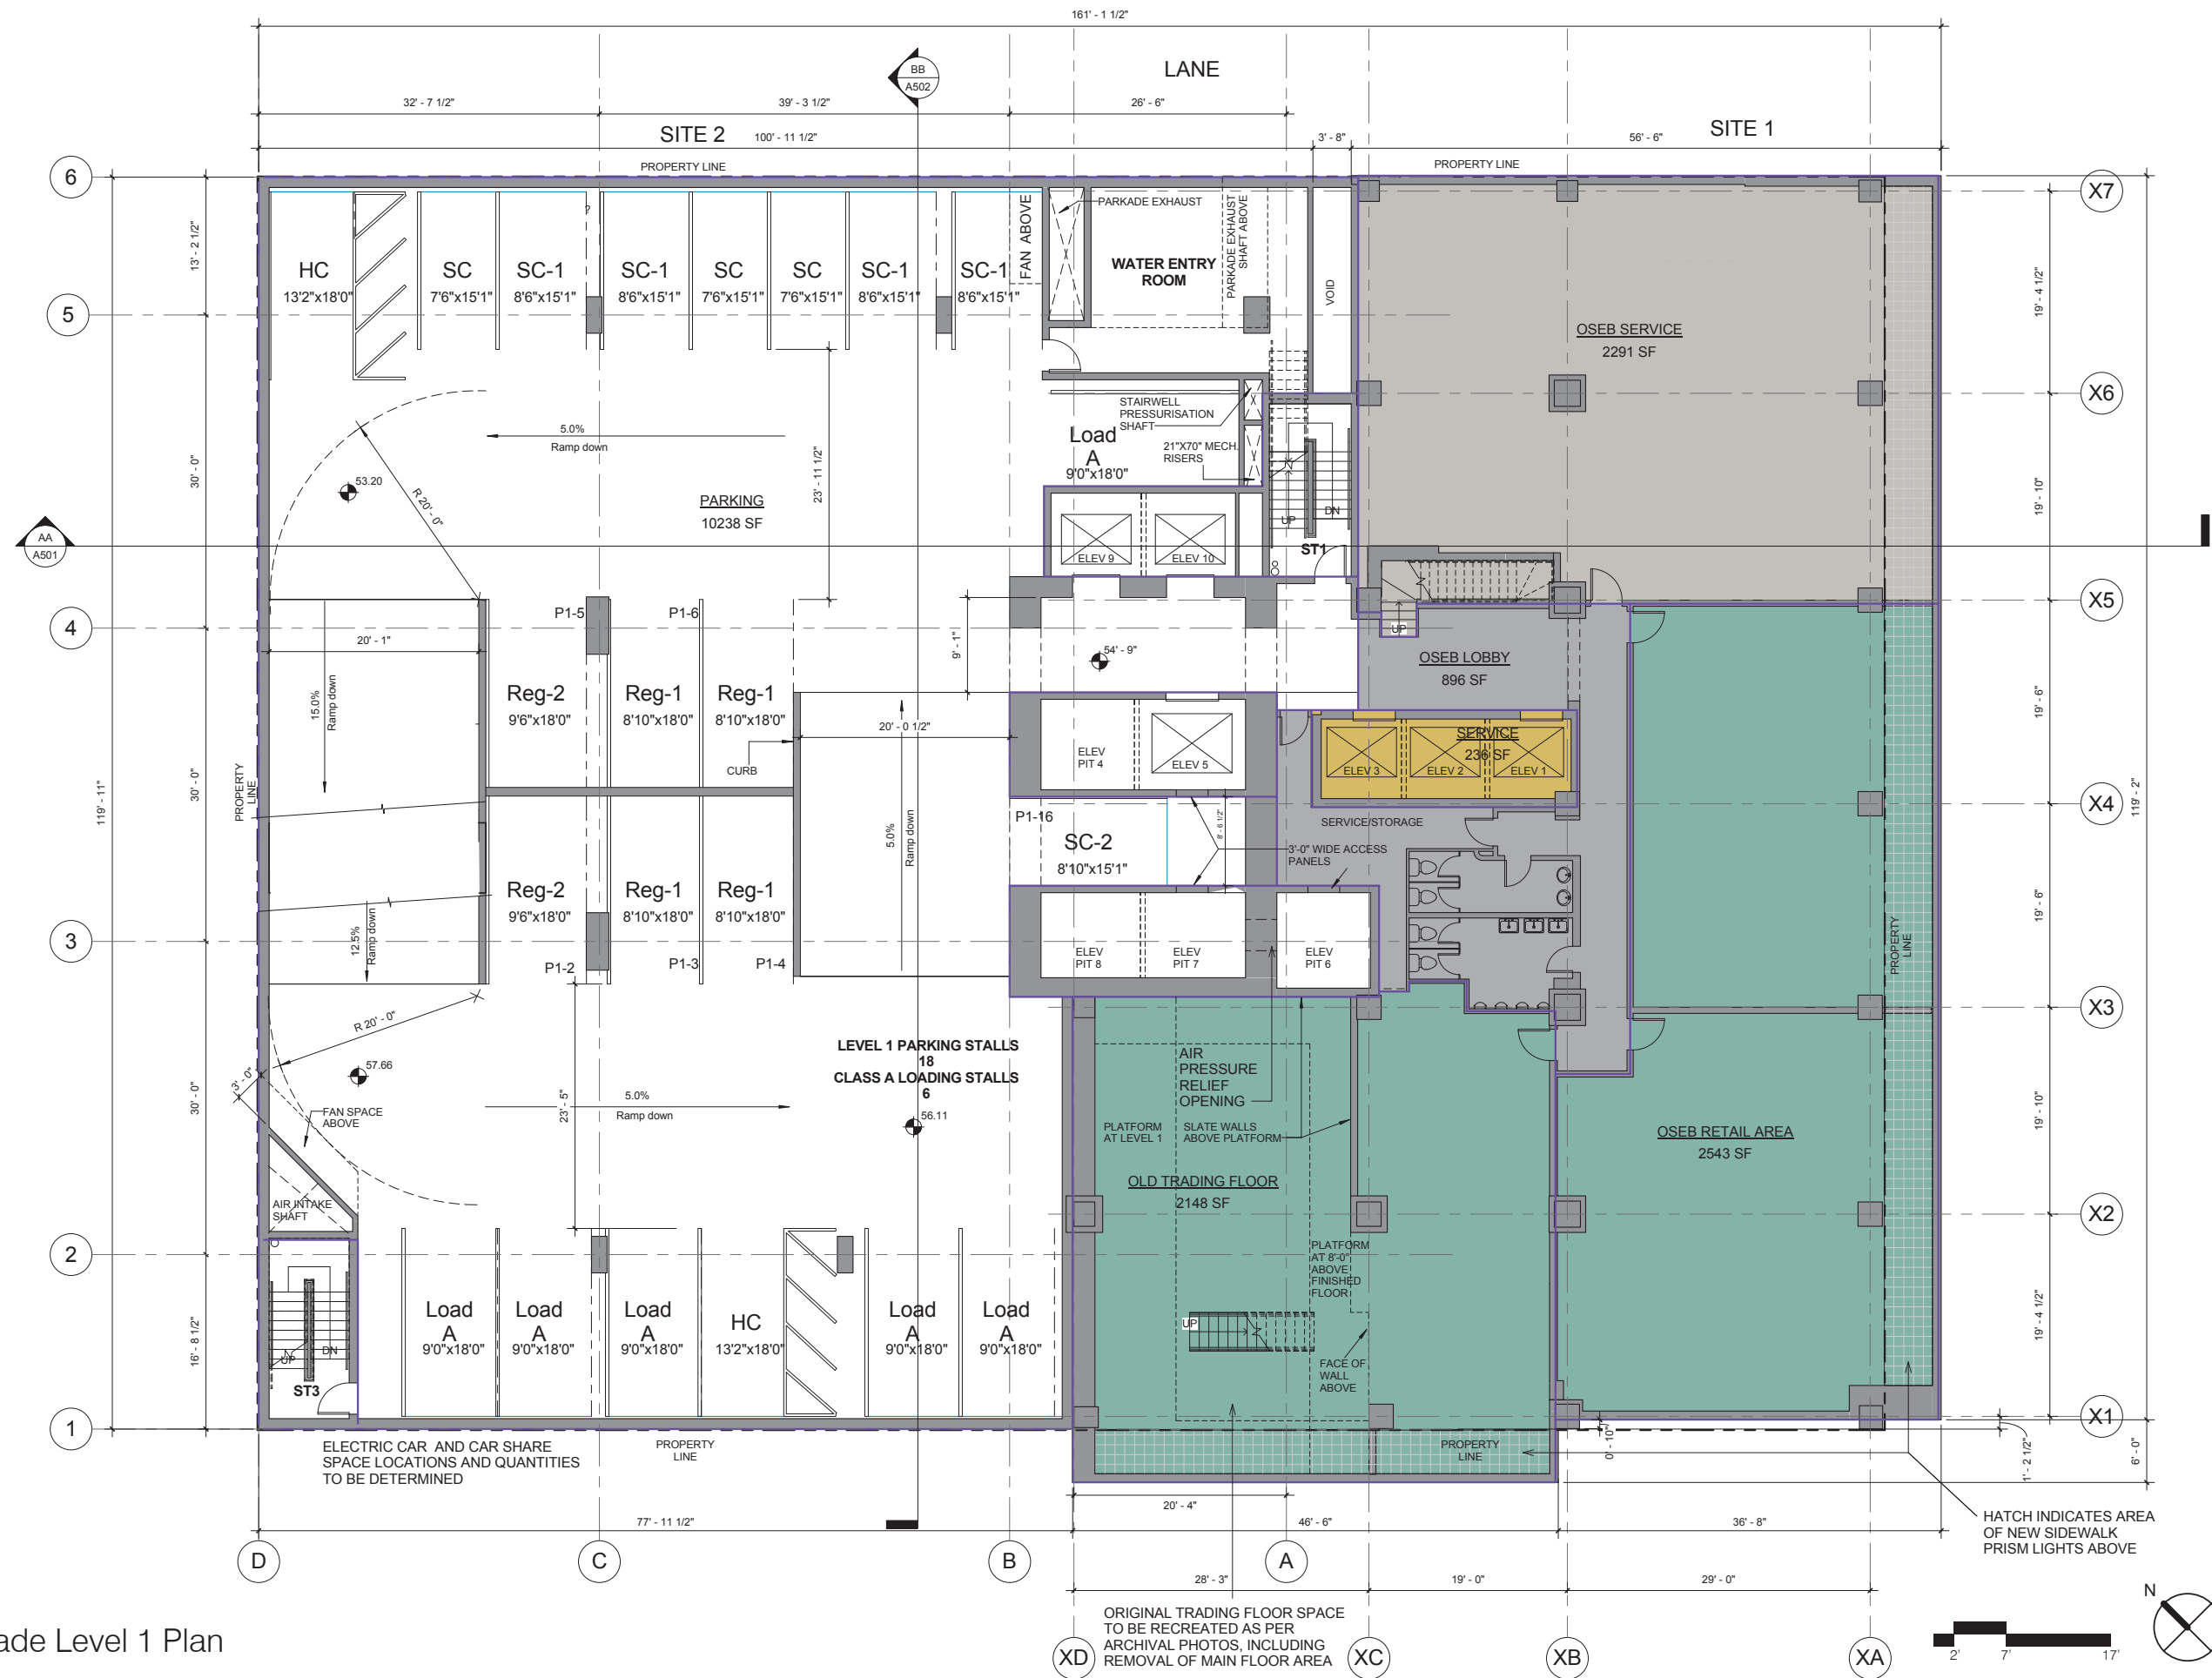 161' - 1 1/2"
LANE
BB
A502
32' - 7 1/2"
39' - 3 1/2"
26' - 6"
SITE 2
100' - 11 1/2"
3' - 8"
56' - 6"
SITE 1
PROPERTY LINE
PROPERTY LINE
6
X7
13' - 2 1/2"
HC
13'2"x18'0"
SC
7'6"x15'1"
SC-1
8'6"x15'1"
?
SC-1
8'6"x15'1"
SC
7'6"x15'1"
SC
7'6"x15'1"
SC-1
8'6"x15'1"
SC-1
8'6"x15'1"
FAN ABOVE
PARKADE EXHAUST
WATER ENTRY
ROOM
PARKADE EXHAUST
SHAFT ABOVE
VOID
OSEB SERVICE
2291 SF
19' - 4 1/2"
5
X6
STAIRWELL
PRESSURISATION
SHAFT
Load
A
9'0"x18'0"
21"X70" MECH.
RISERS
5.0%
Ramp down
30' - 0"
53.20
R 20' - 0"
PARKING
10238 SF
23' - 11 1/2"
19' - 10"
AA
A501
ELEV 9
ELEV 10
UP
DN
ST1
X5
4
P1-5
P1-6
20' - 1"
9' - 1"
54' - 9"
UP
OSEB LOBBY
896 SF
15.0%
Ramp down
Reg-2
9'6"x18'0"
Reg-1
8'10"x18'0"
Reg-1
8'10"x18'0"
20' - 0 1/2"
CURB
ELEV
PIT 4
ELEV 5
SERVICE
236 SF
ELEV 3
ELEV 2
ELEV 1
19' - 6"
30' - 0"
119' - 11"
PROPERTY
LINE
X4
119' - 2"
P1-16
SC-2
8'10"x15'1"
8' - 6 1/2"
5.0%
Ramp down
SERVICE/STORAGE
3'-0" WIDE ACCESS
PANELS
Reg-2
9'6"x18'0"
Reg-1
8'10"x18'0"
Reg-1
8'10"x18'0"
19' - 6"
12.5%
Ramp down
3
P1-2
P1-3
P1-4
ELEV
PIT 8
ELEV
PIT 7
ELEV
PIT 6
PROPERTY
LINE
X3
R 20' - 0"
LEVEL 1 PARKING STALLS
18
CLASS A LOADING STALLS
6
57.66
3' - 0"
30' - 0"
FAN SPACE
ABOVE
23' - 5"
5.0%
Ramp down
56.11
AIR
PRESSURE
RELIEF
OPENING
PLATFORM
AT LEVEL 1
SLATE WALLS
ABOVE PLATFORM
19' - 10"
OSEB RETAIL AREA
2543 SF
OLD TRADING FLOOR
2148 SF
AIR INTAKE
SHAFT
X2
2
PLATFORM
AT 8'-0"
ABOVE
FINISHED
FLOOR
16' - 8 1/2"
UP
DN
ST3
Load
A
9'0"x18'0"
Load
A
9'0"x18'0"
Load
A
9'0"x18'0"
HC
13'2"x18'0"
Load
A
9'0"x18'0"
Load
A
9'0"x18'0"
UP
FACE OF
WALL
ABOVE
19' - 4 1/2"
1
X1
ELECTRIC CAR AND CAR SHARE
SPACE LOCATIONS AND QUANTITIES
TO BE DETERMINED
PROPERTY
LINE
PROPERTY
LINE
0' - 10"
1' - 2 1/2"
6' - 0"
20' - 4"
77' - 11 1/2"
46' - 6"
36' - 8"
HATCH INDICATES AREA
OF NEW SIDEWALK
PRISM LIGHTS ABOVE
D
C
B
A
28' - 3"
19' - 0"
29' - 0"
ORIGINAL TRADING FLOOR SPACE
TO BE RECREATED AS PER
ARCHIVAL PHOTOS, INCLUDING
REMOVAL OF MAIN FLOOR AREA
XD
XC
XB
XA
N
2'
7'
17'
ade Level 1 Plan